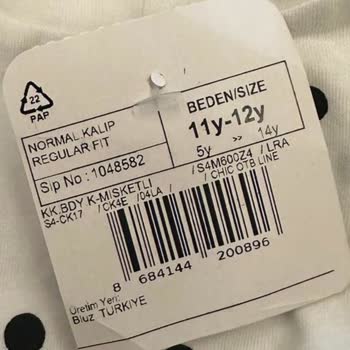 22
PAP
NORMAL KALIP
REGULAR FIT
Sip No : 1048582
BEDEN/SIZE
11y-12y
5y >> 14y
KK.BDY K-MISKETLI
S4-CK17 / CK4E /04LA / /S4M600Z4 / LRA
/ CHIC OTB LINE
8 684144 200896
Üretim Yeri:
Bluz TURKIYE